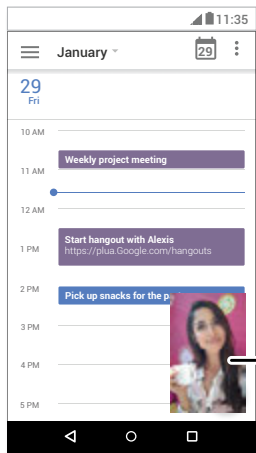 11:35
January
29
29
Fri
10 AM
Weekly project meeting
11 AM
12 AM
Start hangout with Alexis
1 PM
https://plua.Google.com/hangouts
2 PM
Pick up snacks for the p
3 PM
4 PM
5 PM